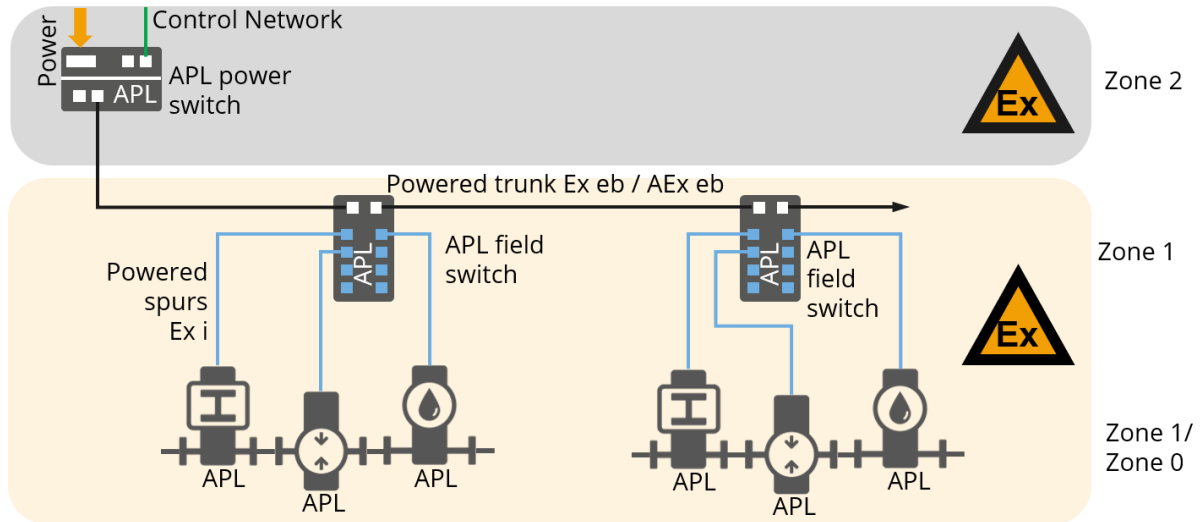 Control Network
Power
APL power
switch
APL
Ex
Zone 2
Powered trunk Ex eb / AEx eb
APL
APL field
switch
APL
APL
field
switch
Zone 1
Powered
spurs
Ex i
Ex
APL
APL
APL
APL
APL
APL
Zone 1/
Zone 0